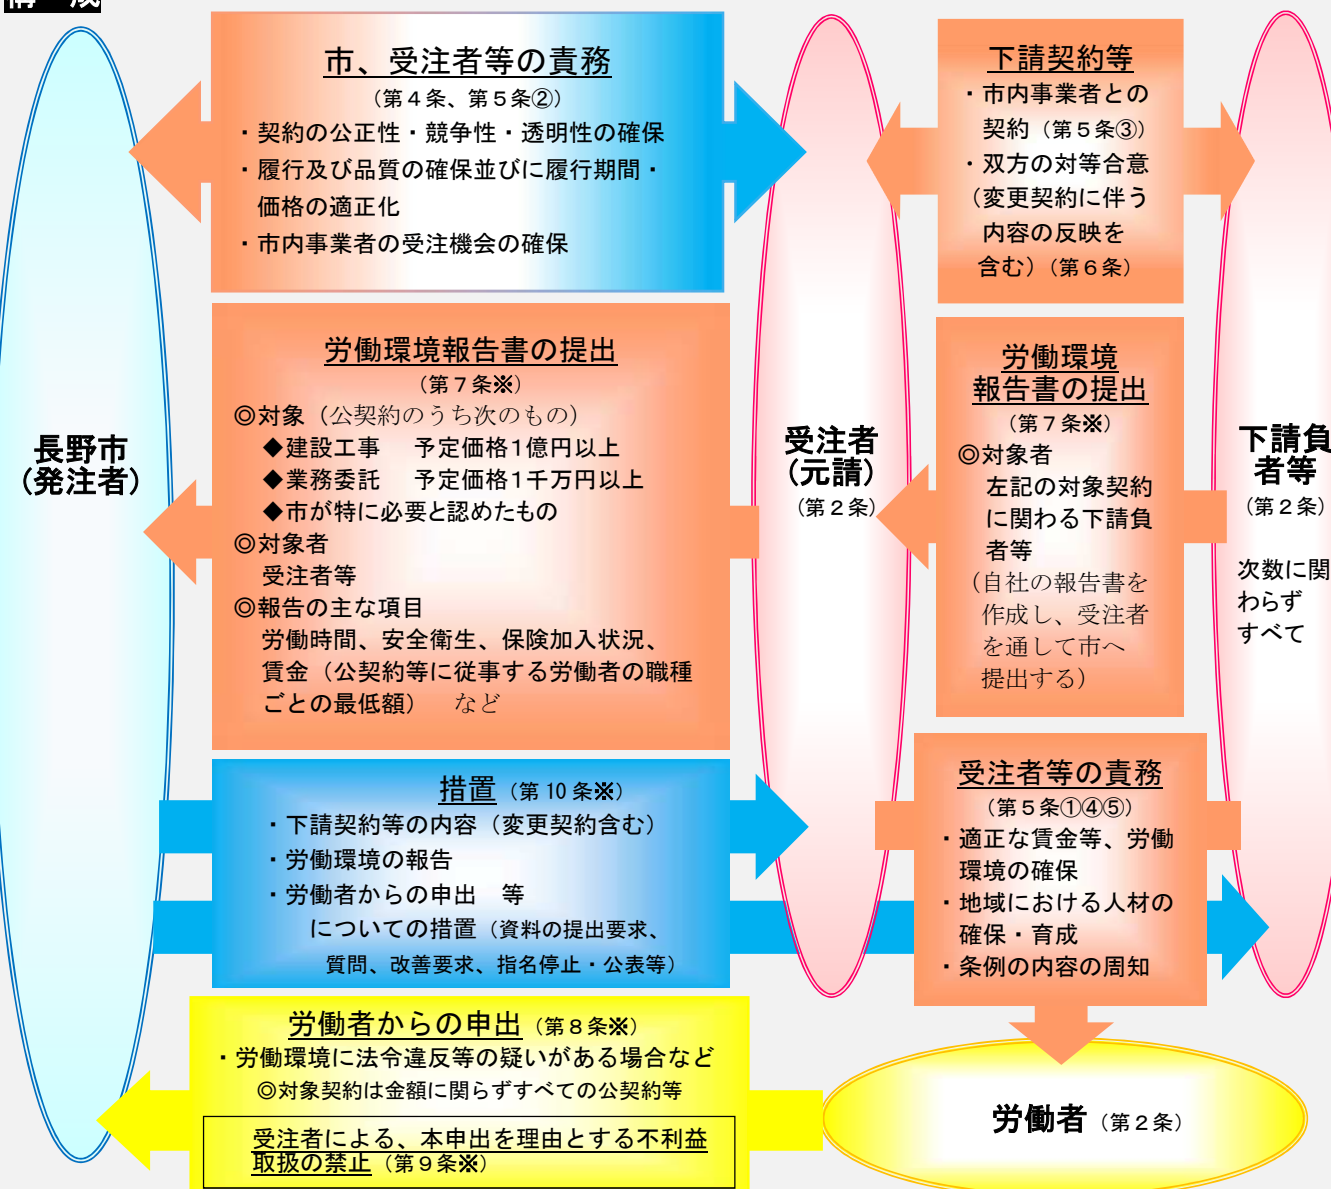 構 成
市、受注者等の責務
（第４条、第５条②）
・契約の公正性・競争性・透明性の確保
・履行及び品質の確保並びに履行期間・
価格の適正化
・市内事業者の受注機会の確保
下請契約等
・市内事業者との
契約（第５条③）
・双方の対等合意
（変更契約に伴う
内容の反映を
含む）（第６条）
労働環境報告書の提出
（第７条※）
◎対象（公契約のうち次のもの）
◆建設工事　予定価格１億円以上
◆業務委託　予定価格１千万円以上
◆市が特に必要と認めたもの
◎対象者
受注者等
◎報告の主な項目
労働時間、安全衛生、保険加入状況、
賃金（公契約等に従事する労働者の職種
ごとの最低額）　など
労働環境
報告書の提出
（第７条※）
◎対象者
左記の対象契約
に関わる下請負
者等
（自社の報告書を
作成し、受注者
を通して市へ
提出する）
長野市
（発注者）
受注者
（元請）
（第２条）
下請負
者等
（第２条）
次数に関
わらず
すべて
措置（第10条※）
・下請契約等の内容（変更契約含む）
・労働環境の報告
・労働者からの申出　等
についての措置（資料の提出要求、
質問、改善要求、指名停止・公表等）
受注者等の責務
（第５条①④⑤）
・適正な賃金等、労働
環境の確保
・地域における人材の
確保・育成
・条例の内容の周知
労働者からの申出（第８条※）
・労働環境に法令違反等の疑いがある場合など
◎対象契約は金額に関らずすべての公契約等
受注者による、本申出を理由とする不利益
取扱の禁止（第９条※）
労働者（第２条）